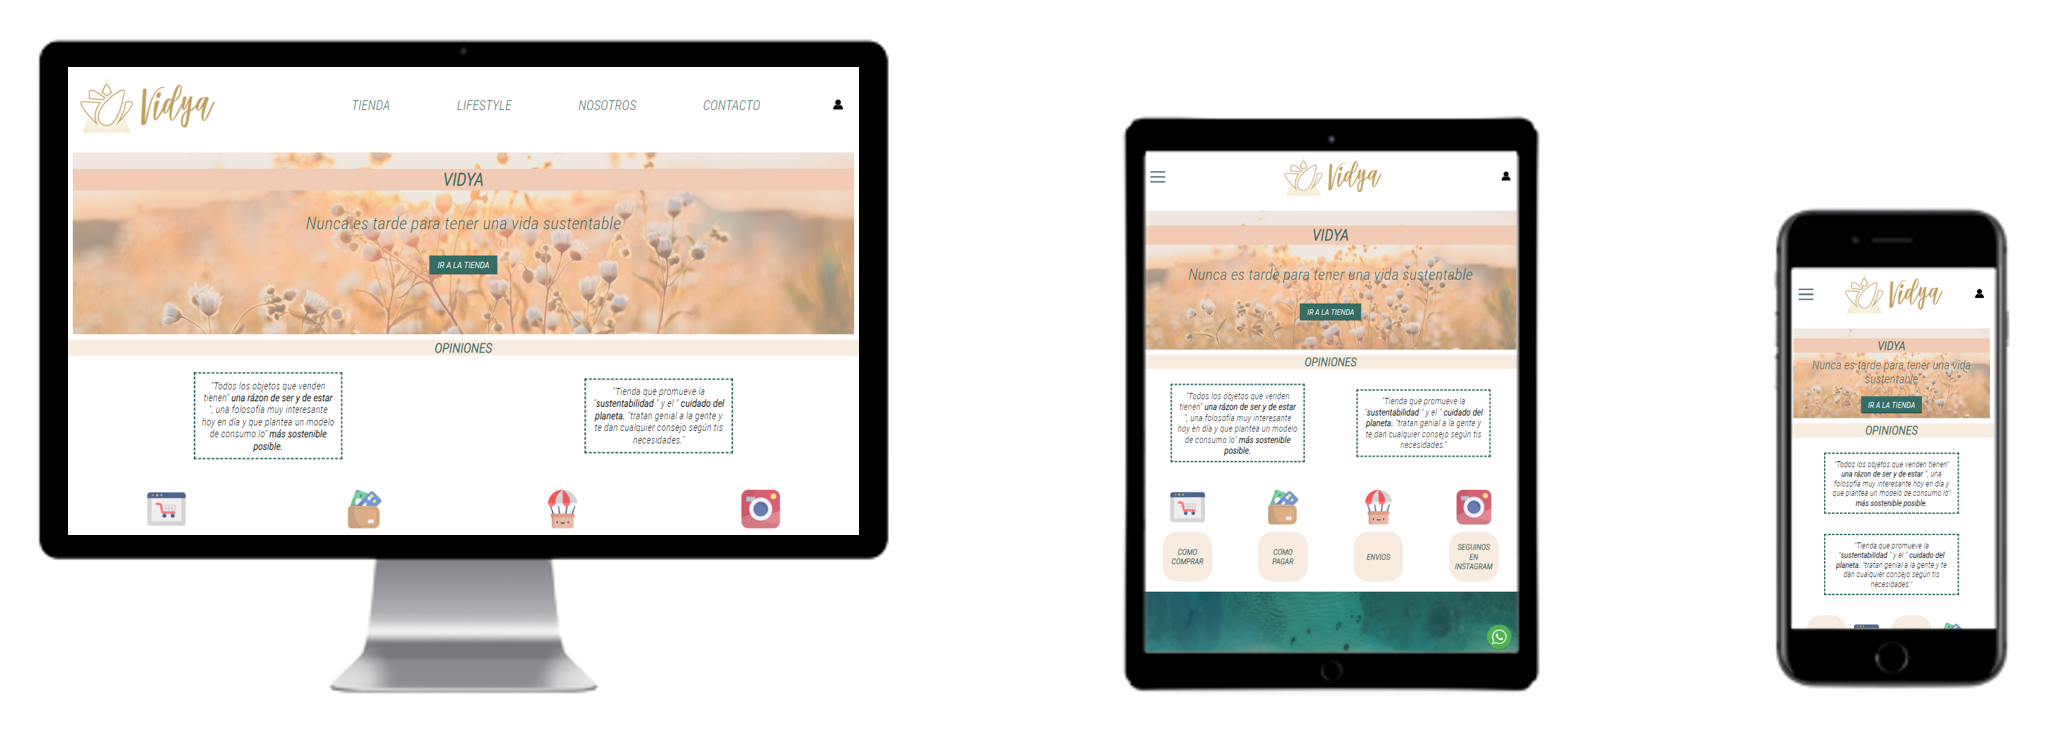 Vidya
TIENDA LIFESTYLE NOSOTROS CONTACTO
VIDYA
Nunca es tarde para tener una vida sustentable
IR A LA TIENDA
OPINIONES
"Todos los objetos que venden
tienen" una rázon de ser y de estar
", una folosofía muy interesante
hoy en día y que plantea un modelo
de consumo lo" más sostenible
posible.
"Tienda que promueve la
"sustentabilidad " y el " cuidado del
planeta. "tratan genial a la gente y
te dan cualquier consejo según tis
necesidades."
Vidya
VIDYA
Nunca es tarde para tener una vida sustentable
IR A LA TIENDA
OPINIONES
"Todos los objetos que venden
tienen" una rázon de ser y de estar
", una folosofía muy interesante
hoy en día y que plantea un modelo
de consumo lo" más sostenible
posible.
"Tienda que promueve la
"sustentabilidad " y el " cuidado del
planeta. "tratan genial a la gente y
te dan cualquier consejo según tis
necesidades."
COMO
COMPRAR
COMO
PAGAR
ENVIOS
SEGUINOS
EN
INSTAGRAM
Vidya
VIDYA
Nunca es tarde para tener una vida
sustentable
IR A LA TIENDA
OPINIONES
"Todos los objetos que venden tienen"
una rázon de ser y de estar ", una
folosofía muy interesante hoy en día y
que plantea un modelo de consumo lo"
más sostenible posible.
"Tienda que promueve la
"sustentabilidad " y el " cuidado del
planeta. "tratan genial a la gente y te
dan cualquier consejo según tis
necesidades."